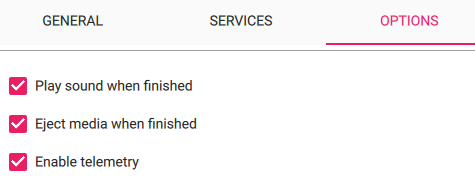 GENERAL SERVICES OPTIONS
Play sound when finished
Eject media when finished
Enable telemetry